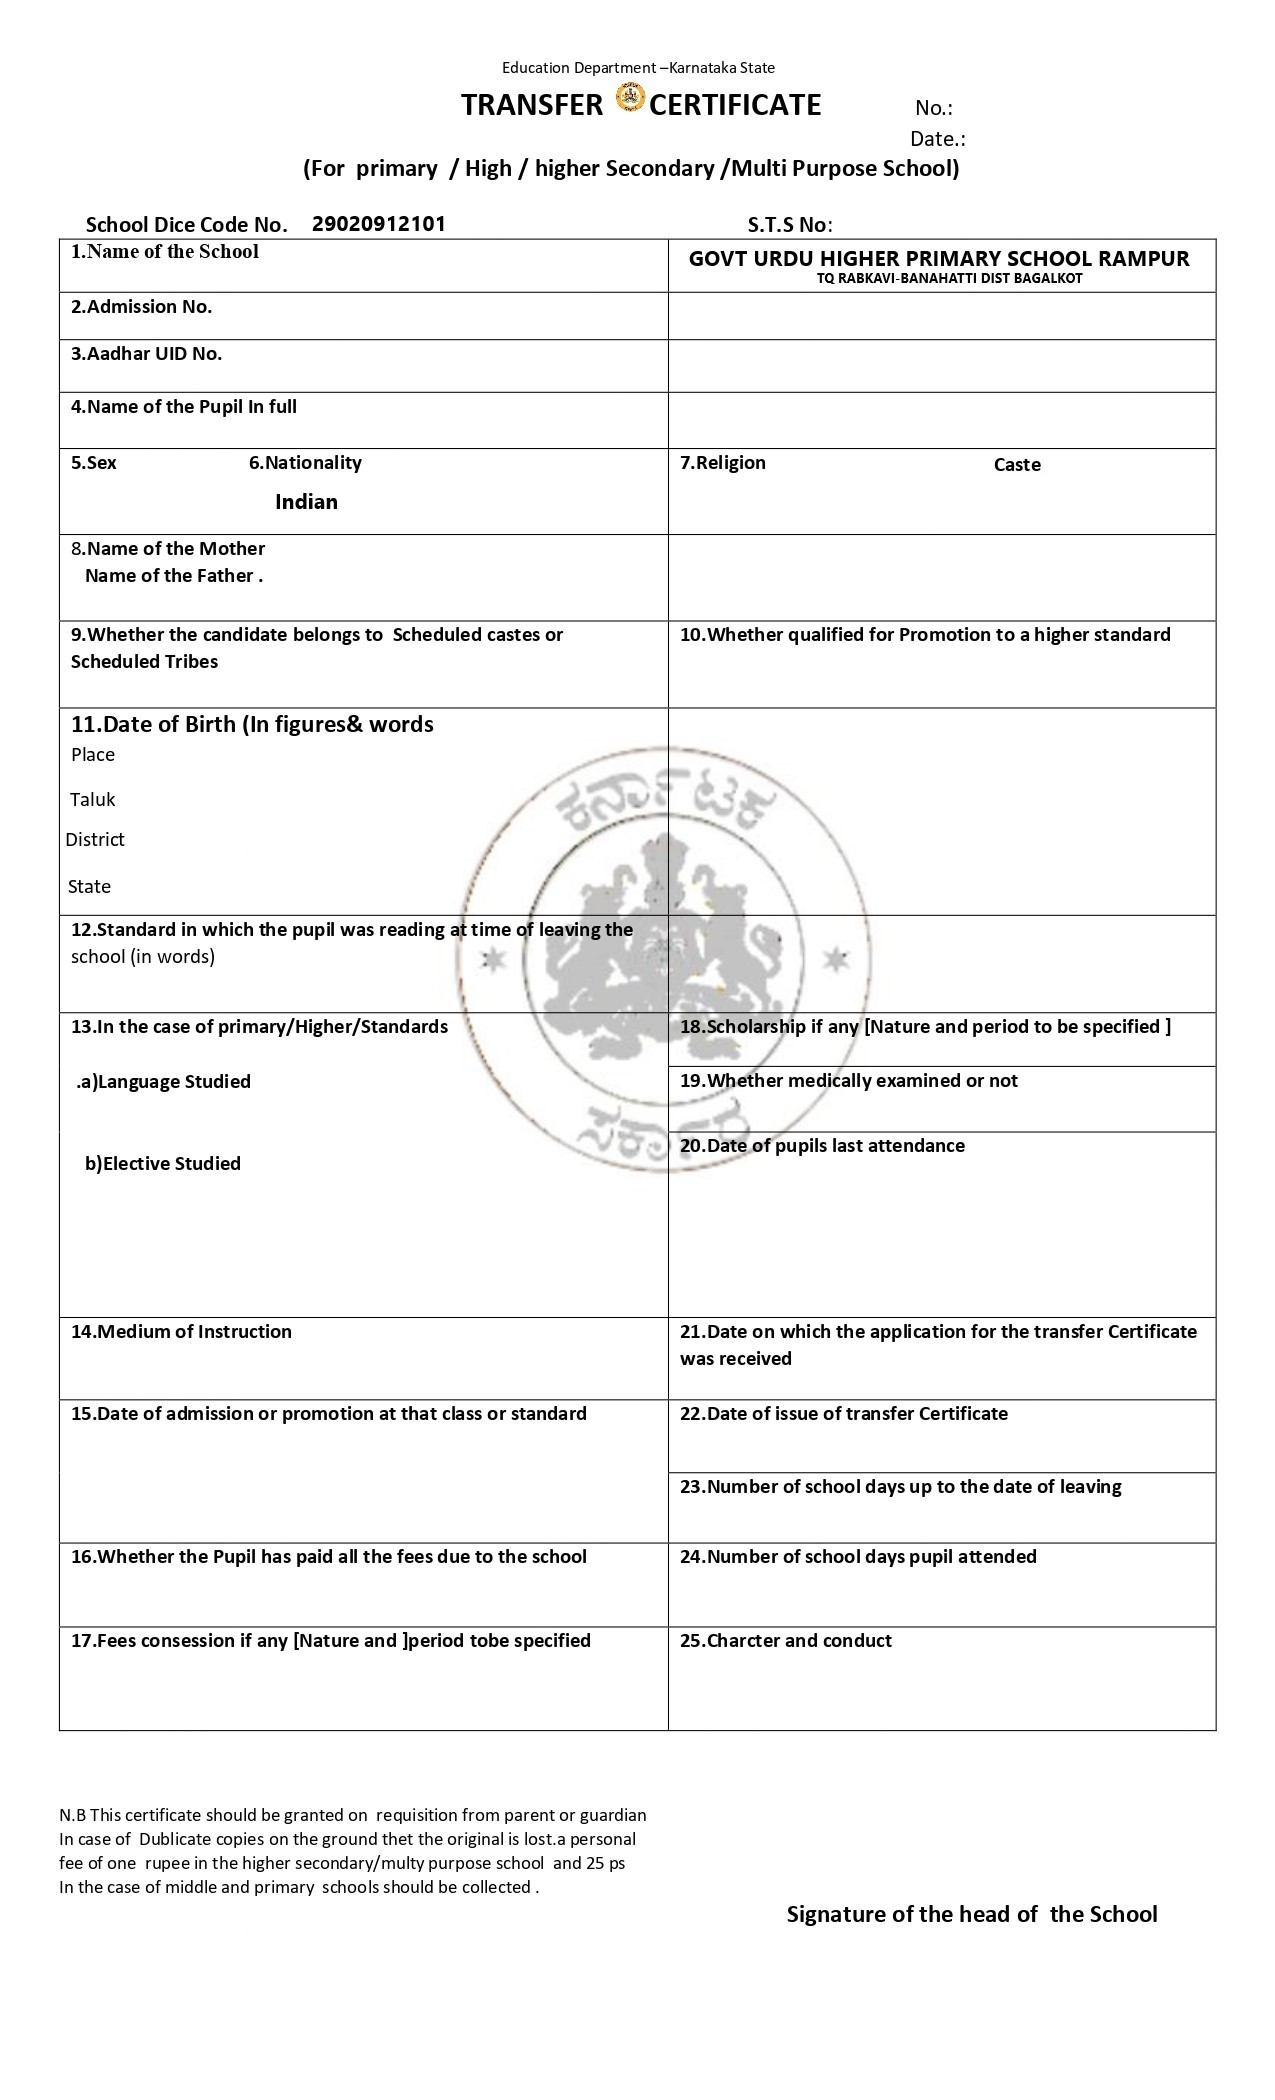 Education Department –Karnataka State
TRANSFER CERTIFICATE
No.:
Date.:
(For primary / High / higher Secondary /Multi Purpose School)
School Dice Code No. 29020912101 S.T.S No:
1.Name of the School
GOVT URDU HIGHER PRIMARY SCHOOL RAMPUR
TQ RABKAVI-BANAHATTI DIST BAGALKOT
2.Admission No.
3.Aadhar UID No.
4.Name of the Pupil In full
5.Sex 6.Nationality 7.Religion Caste
Indian
8.Name of the Mother
Name of the Father .
9.Whether the candidate belongs to Scheduled castes or
Scheduled Tribes
10.Whether qualified for Promotion to a higher standard
11.Date of Birth (In figures& words
Place
Taluk
District
State
ಕರ್ನಾಟಕ
12.Standard in which the pupil was reading at time of leaving the
school (in words)
13.In the case of primary/Higher/Standards
.a)Language Studied
b)Elective Studied
18.Scholarship if any [Nature and period to be specified ]
19.Whether medically examined or not
ಸರ್ಕಾರ
20.Date of pupils last attendance
14.Medium of Instruction
21.Date on which the application for the transfer Certificate
was received
15.Date of admission or promotion at that class or standard
22.Date of issue of transfer Certificate
23.Number of school days up to the date of leaving
16.Whether the Pupil has paid all the fees due to the school
24.Number of school days pupil attended
17.Fees consession if any [Nature and ]period tobe specified
25.Charcter and conduct
N.B This certificate should be granted on requisition from parent or guardian
In case of Dublicate copies on the ground thet the original is lost.a personal
fee of one rupee in the higher secondary/multy purpose school and 25 ps
In the case of middle and primary schools should be collected .
Signature of the head of the School